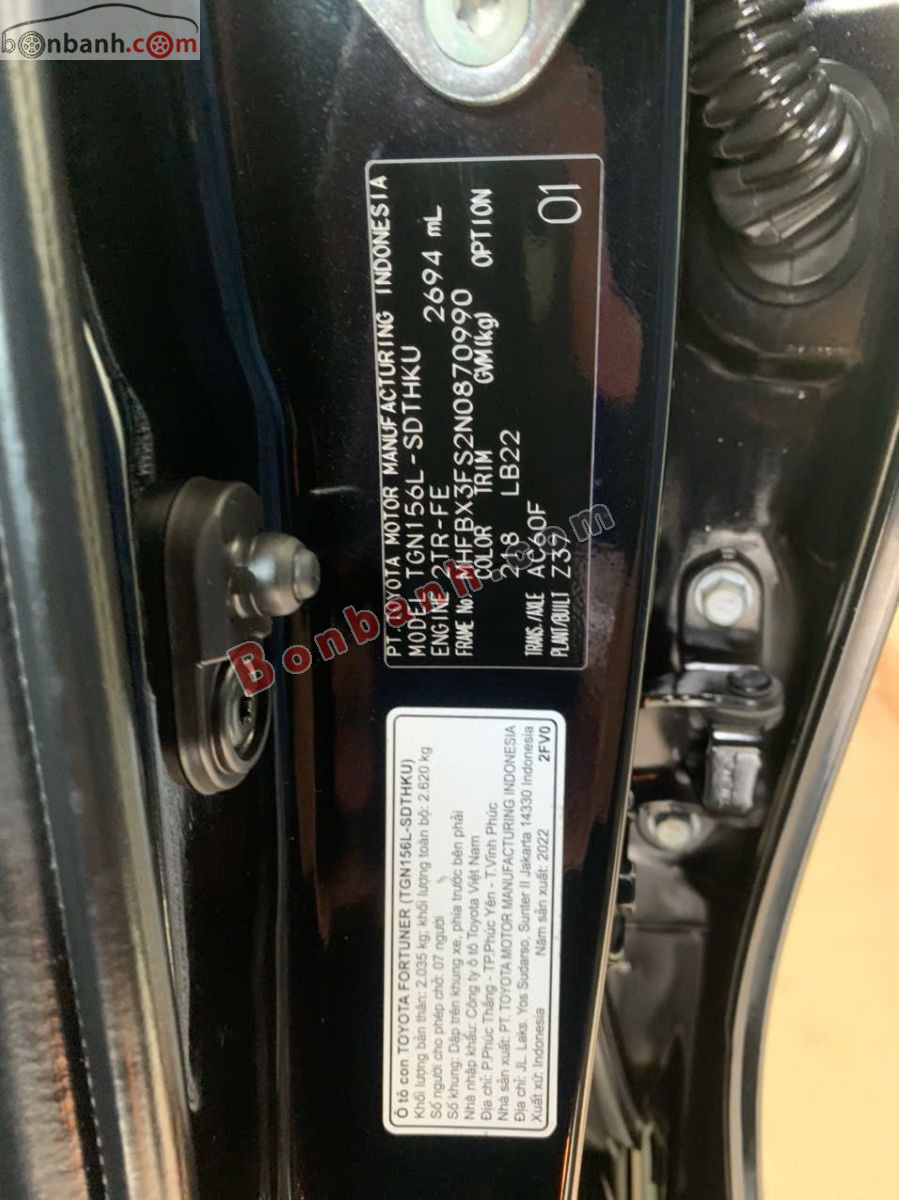 bonbanh.com
PT. TOYOTA MOTOR MANUFACTURING INDONESIA
MODEL TGN156L-SDTHKU
ENGINE 2TR-FE 2694 mL
FRAME No. MHFBX3FS2N0870990
COLOR TRIM GVM(kg) OPTION
218 LB22
TRANS./AXLE AC60F
PLANT/BUILT Z39 01
Bonbanh.com
Ô tô con TOYOTA FORTUNER (TGN156L-SDTHKU)
Khối lượng bản thân: 2.035 kg; khối lượng toàn bộ: 2.620 kg
Số người cho phép chở: 07 người
Số khung: Dập trên khung xe, phía trước bên phải
Nhà nhập khẩu: Công ty ô tô Toyota Việt Nam
Địa chỉ: P.Phúc Thắng - TP.Phúc Yên - T.Vĩnh Phúc
Nhà sản xuất: PT. TOYOTA MOTOR MANUFACTURING INDONESIA
Địa chỉ: JL. Laks. Yos Sudarso, Sunter II Jakarta 14330 Indonesia
Xuất xứ: Indonesia Năm sản xuất: 2022 2FV0